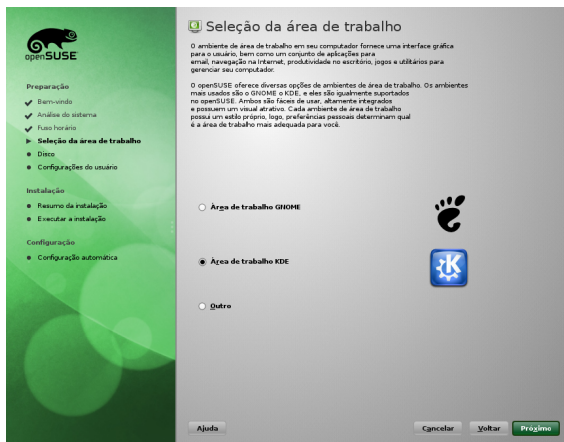 openSUSE
Preparação
Bem-vindo
Análise do sistema
Fuso horário
Seleção da área de trabalho
Disco
Configurações do usuário
Instalação
Resumo da instalação
Executar a instalação
Configuração
Configuração automática
Seleção da área de trabalho
O ambiente de área de trabalho em seu computador fornece uma interface gráfica
para o usuário, bem como um conjunto de aplicações para
email, navegação na Internet, produtividade no escritório, jogos e utilitários para
gerenciar seu computador.
O openSUSE oferece diversas opções de ambientes de área de trabalho. Os ambientes
mais usados são o GNOME o KDE, e eles são igualmente suportados
no openSUSE. Ambos são fáceis de usar, altamente integrados
e possuem um visual atrativo. Cada ambiente de área de trabalho
possui um estilo próprio, logo, preferências pessoais determinam qual
é a área de trabalho mais adequada para você.
Área de trabalho GNOME
Área de trabalho KDE
K
Outro
Ajuda
Cancelar
Voltar
Próximo